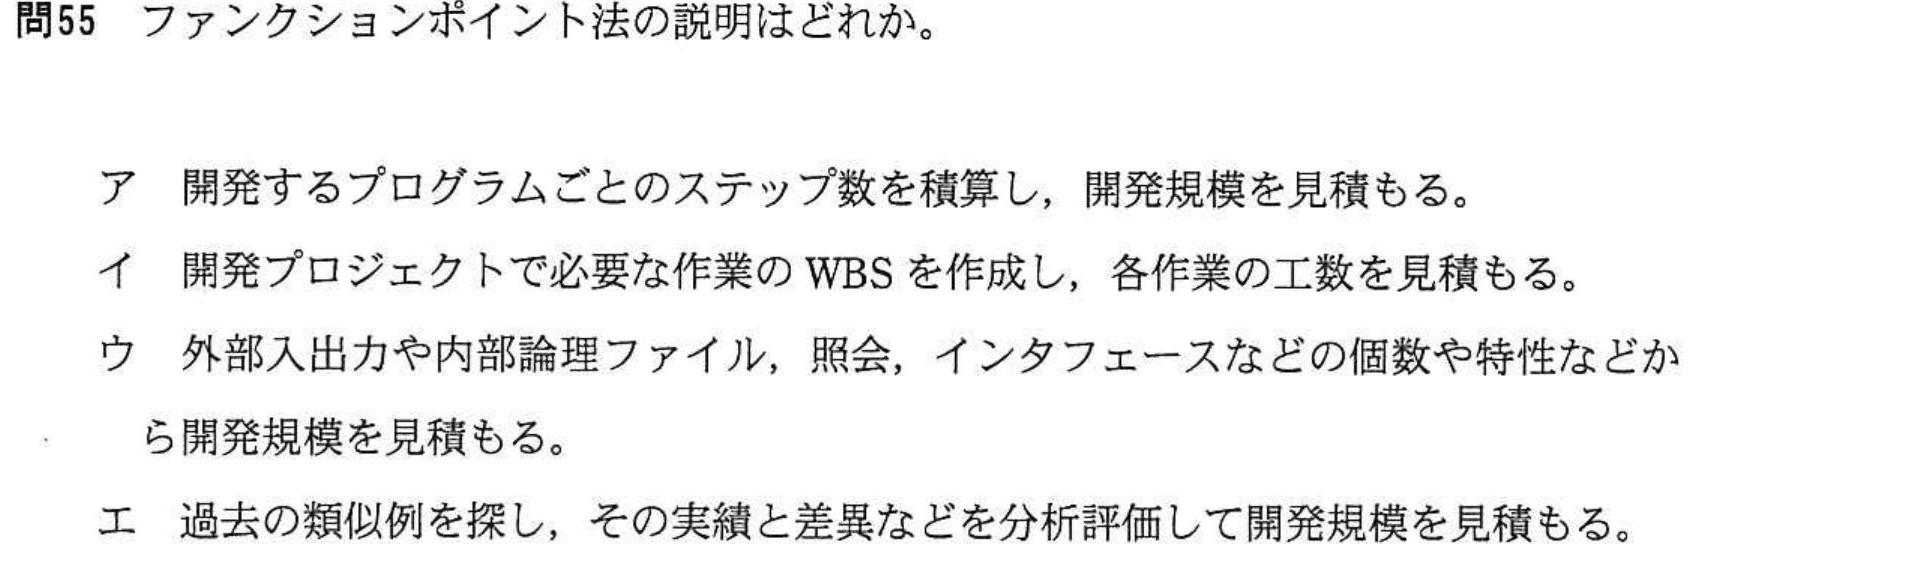 問55 ファンクションポイント法の説明はどれか。
ア 開発するプログラムごとのステップ数を積算し，開発規模を見積もる。
イ 開発プロジェクトで必要な作業の WBS を作成し，各作業の工数を見積もる。
ウ 外部入出力や内部論理ファイル，照会，インタフェースなどの個数や特性などか
ら開発規模を見積もる。
エ 過去の類似例を探し，その実績と差異などを分析評価して開発規模を見積もる。